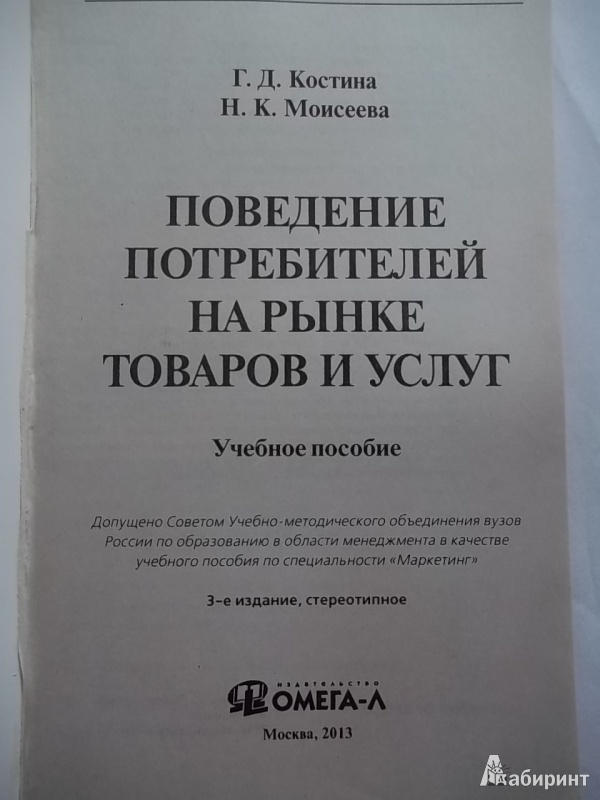 Г. Д. Костина
Н. К. Моисеева
ПОВЕДЕНИЕ
ПОТРЕБИТЕЛЕЙ
НА РЫНКЕ
ТОВАРОВ И УСЛУГ
Учебное пособие
Допущено Советом Учебно-методического объединения вузов
России по образованию в области менеджмента в качестве
учебного пособия по специальности «Маркетинг»
3-е издание, стереотипное
ИЗДАТЕЛЬСТВО
ОМЕГА-Л
Москва, 2013
Лабиринт